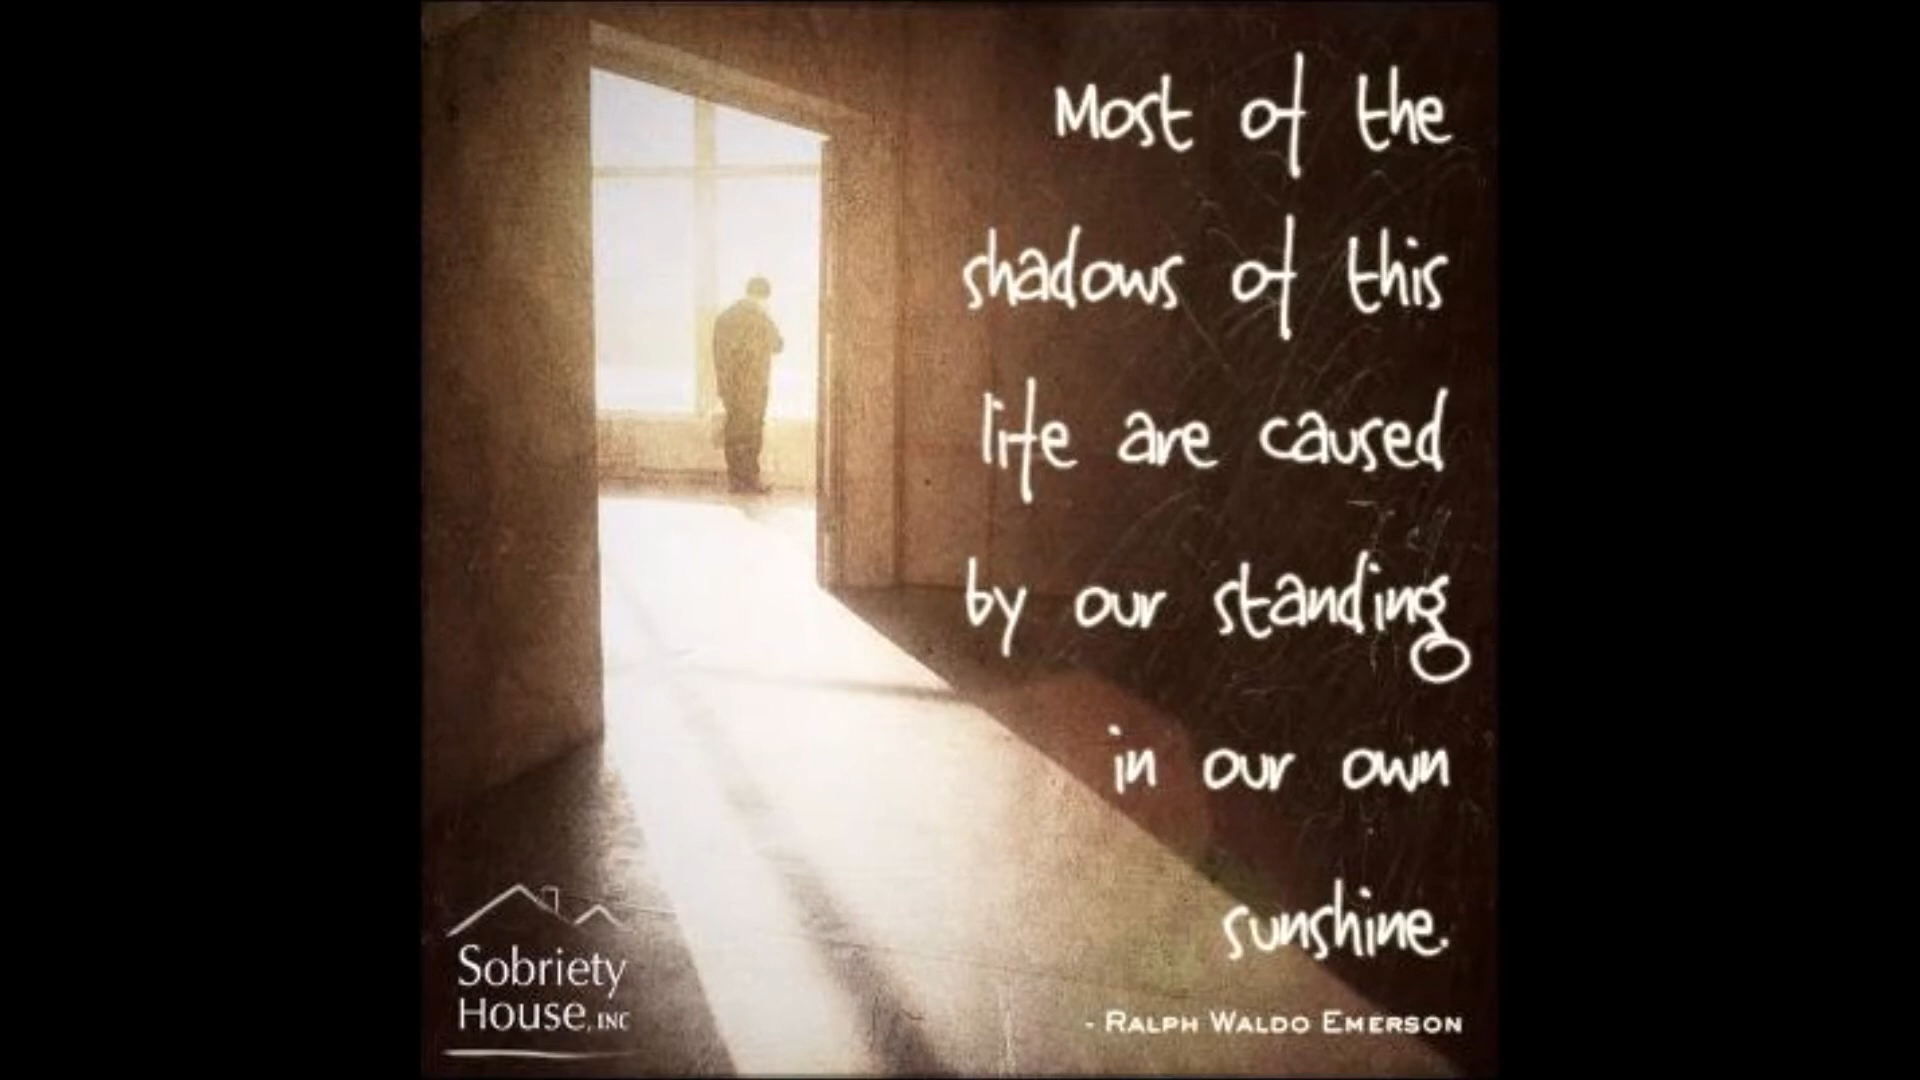 Most of the
shadows of this
life are caused
by our standing
in our own
sunshine.
- RALPH WALDO EMERSON
Sobriety
HOUSE, INC